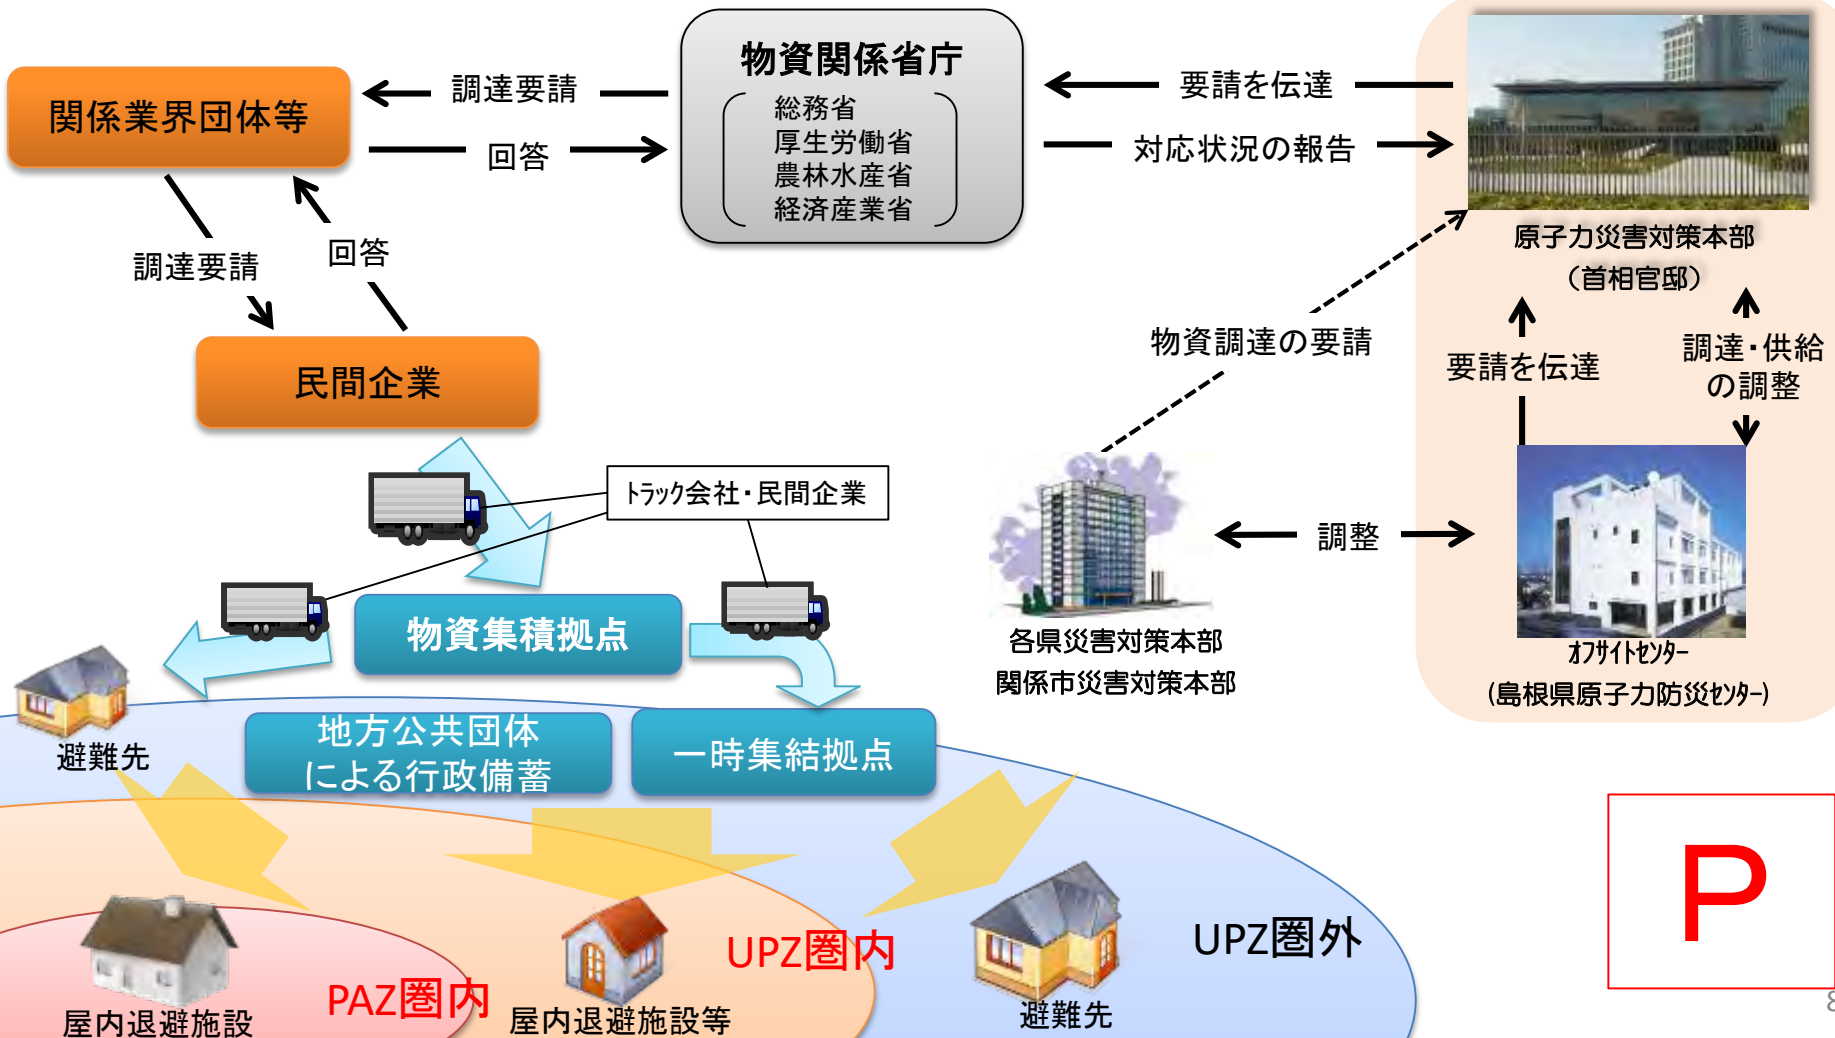 物資関係省庁
総務省
厚生労働省
農林水産省
経済産業省
関係業界団体等
調達要請
回答
要請を伝達
対応状況の報告
原子力災害対策本部
（首相官邸）
調達要請
回答
民間企業
物資調達の要請
要請を伝達
調達・供給
の調整
トラック会社・民間企業
調整
物資集積拠点
各県災害対策本部
関係市災害対策本部
オフサイトセンター
(島根県原子力防災センター)
避難先
地方公共団体
による行政備蓄
一時集結拠点
P
UPZ圏外
UPZ圏内
PAZ圏内
屋内退避施設
屋内退避施設等
避難先